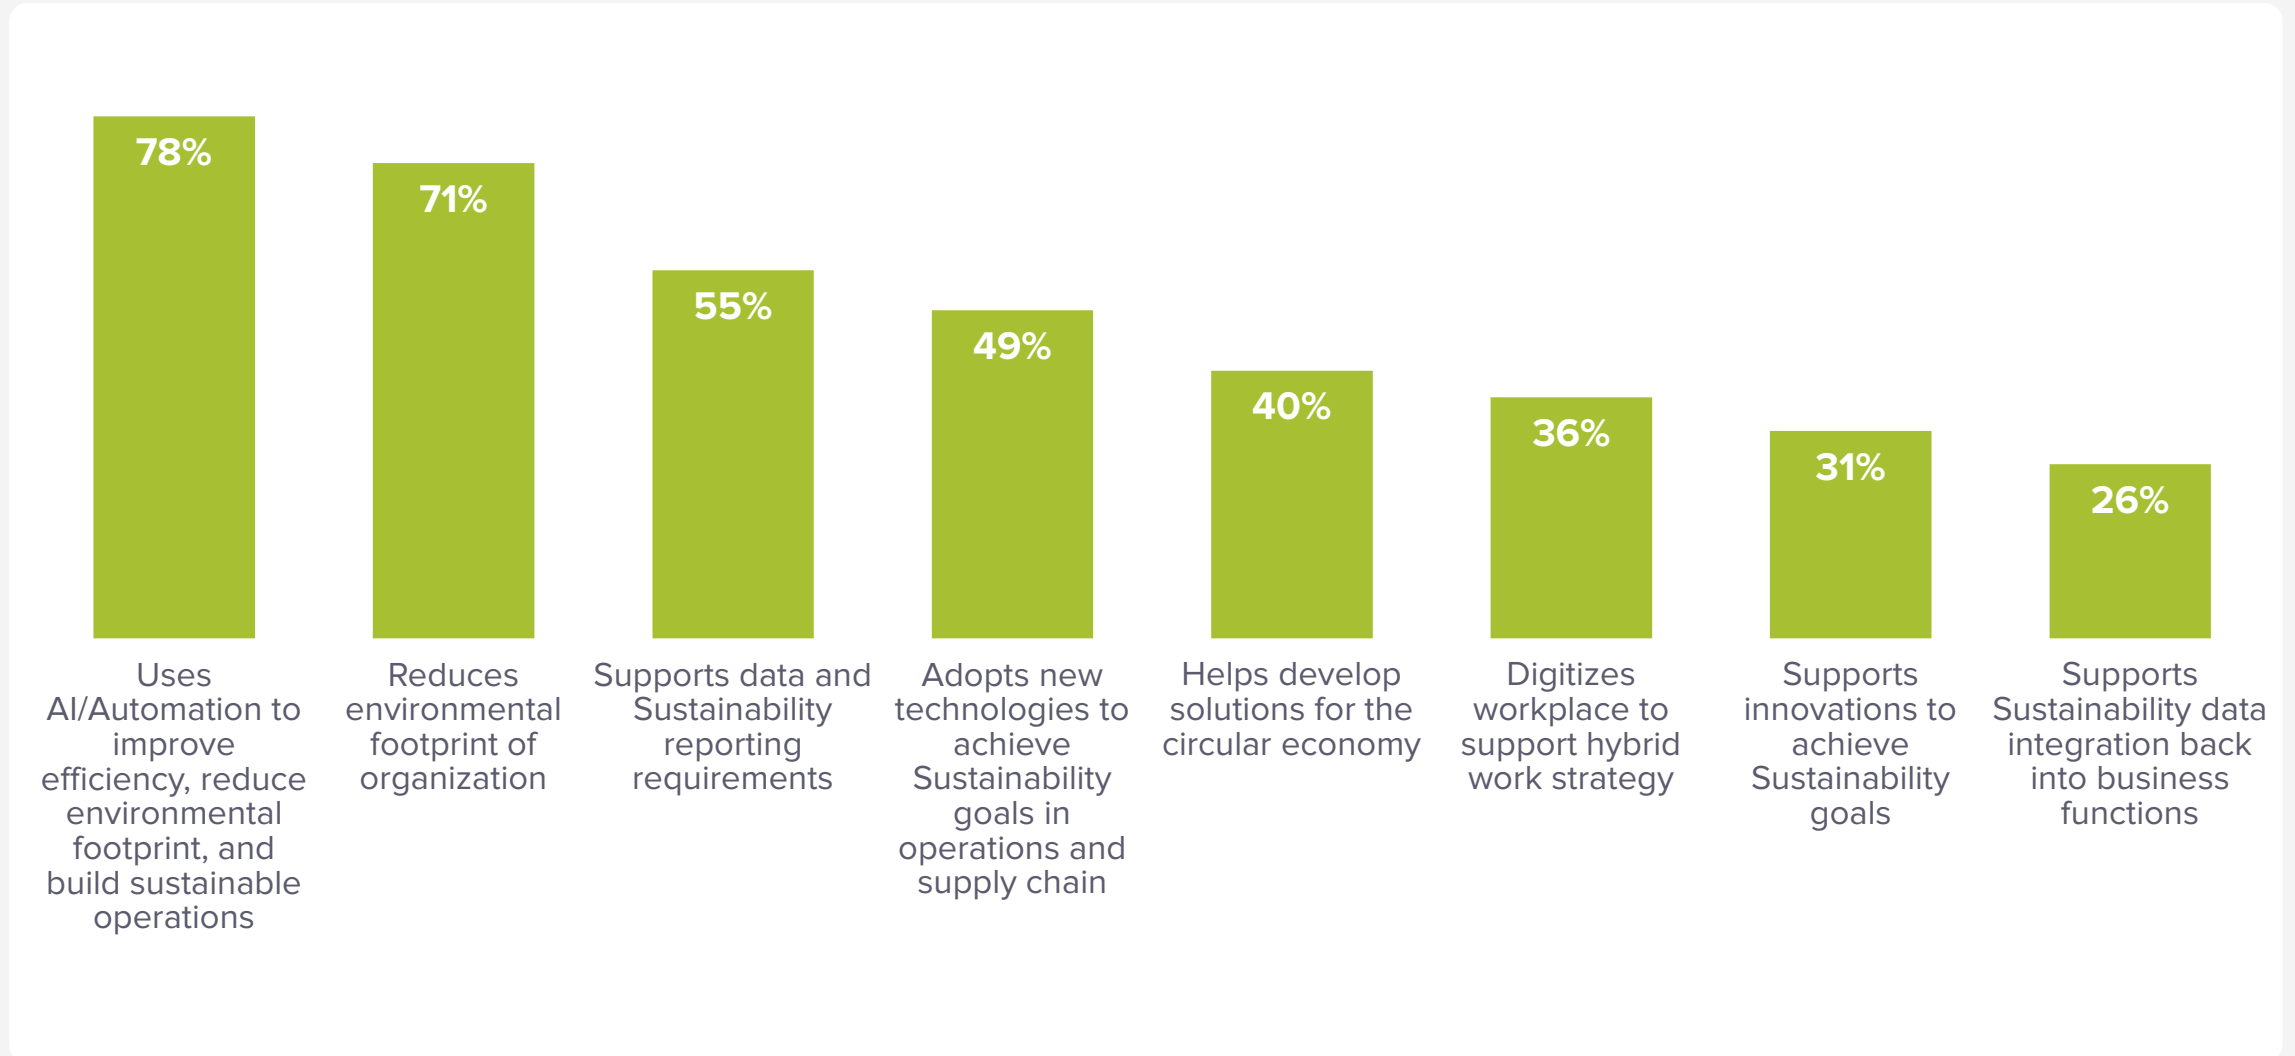 78%
71%
55%
49%
40%
36%
31%
26%
Uses
AI/Automation to
improve
efficiency, reduce
environmental
footprint, and
build sustainable
operations
Reduces
environmental
footprint of
organization
Supports data and
Sustainability
reporting
requirements
Adopts new
technologies to
achieve
Sustainability
goals in
operations and
supply chain
Helps develop
solutions for the
circular economy
Digitizes
workplace to
support hybrid
work strategy
Supports
innovations to
achieve
Sustainability
goals
Supports
Sustainability data
integration back
into business
functions